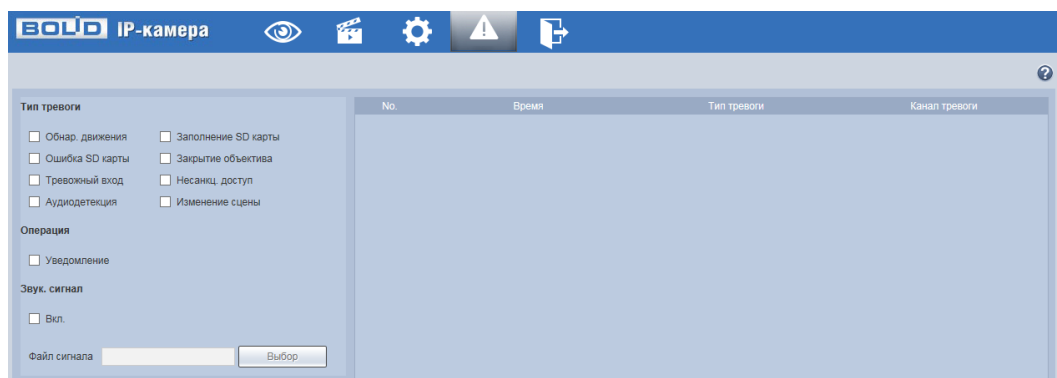 BOLID IP-камера
?
Тип тревоги
No. Время Тип тревоги Канал тревоги
Обнар. движения Заполнение SD карты
Ошибка SD карты Закрытие объектива
Тревожный вход Несанкц. доступ
Аудиодетекция Изменение сцены
Операция
Уведомление
Звук. сигнал
Вкл.
Файл сигнала Выбор